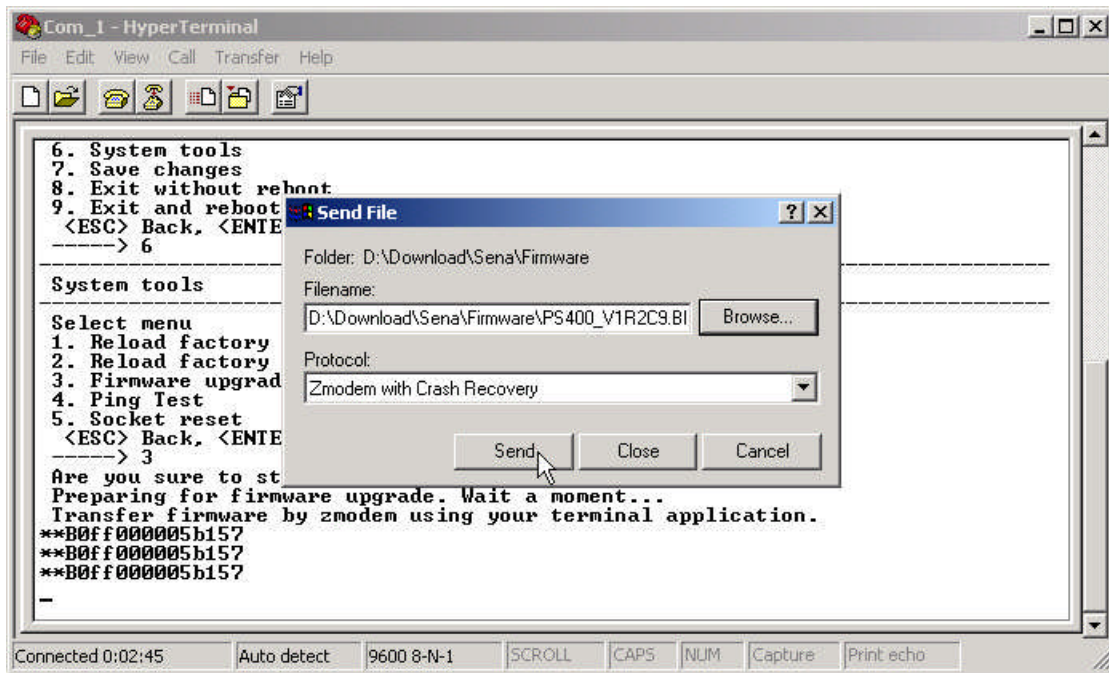 Com_1 - HyperTerminal
File Edit View Call Transfer Help
6. System tools
7. Save changes
8. Exit without reboot
9. Exit and reboot
<ESC> Back, <ENTE
-----> 6
System tools
Select menu
1. Reload factory
2. Reload factory
3. Firmware upgrad
4. Ping Test
5. Socket reset
<ESC> Back, <ENTE
-----> 3
Are you sure to st
Preparing for firmware upgrade. Wait a moment...
Transfer firmware by zmodem using your terminal application.
**B0ff000005b157
**B0ff000005b157
**B0ff000005b157
Send File
Folder: D:\Download\Sena\Firmware
Filename:
D:\Download\Sena\Firmware\PS400_V1R2C9.BI
Browse...
Protocol:
Zmodem with Crash Recovery
Send Close Cancel
Connected 0:02:45 Auto detect 9600 8-N-1 SCROLL CAPS NUM Capture Print echo